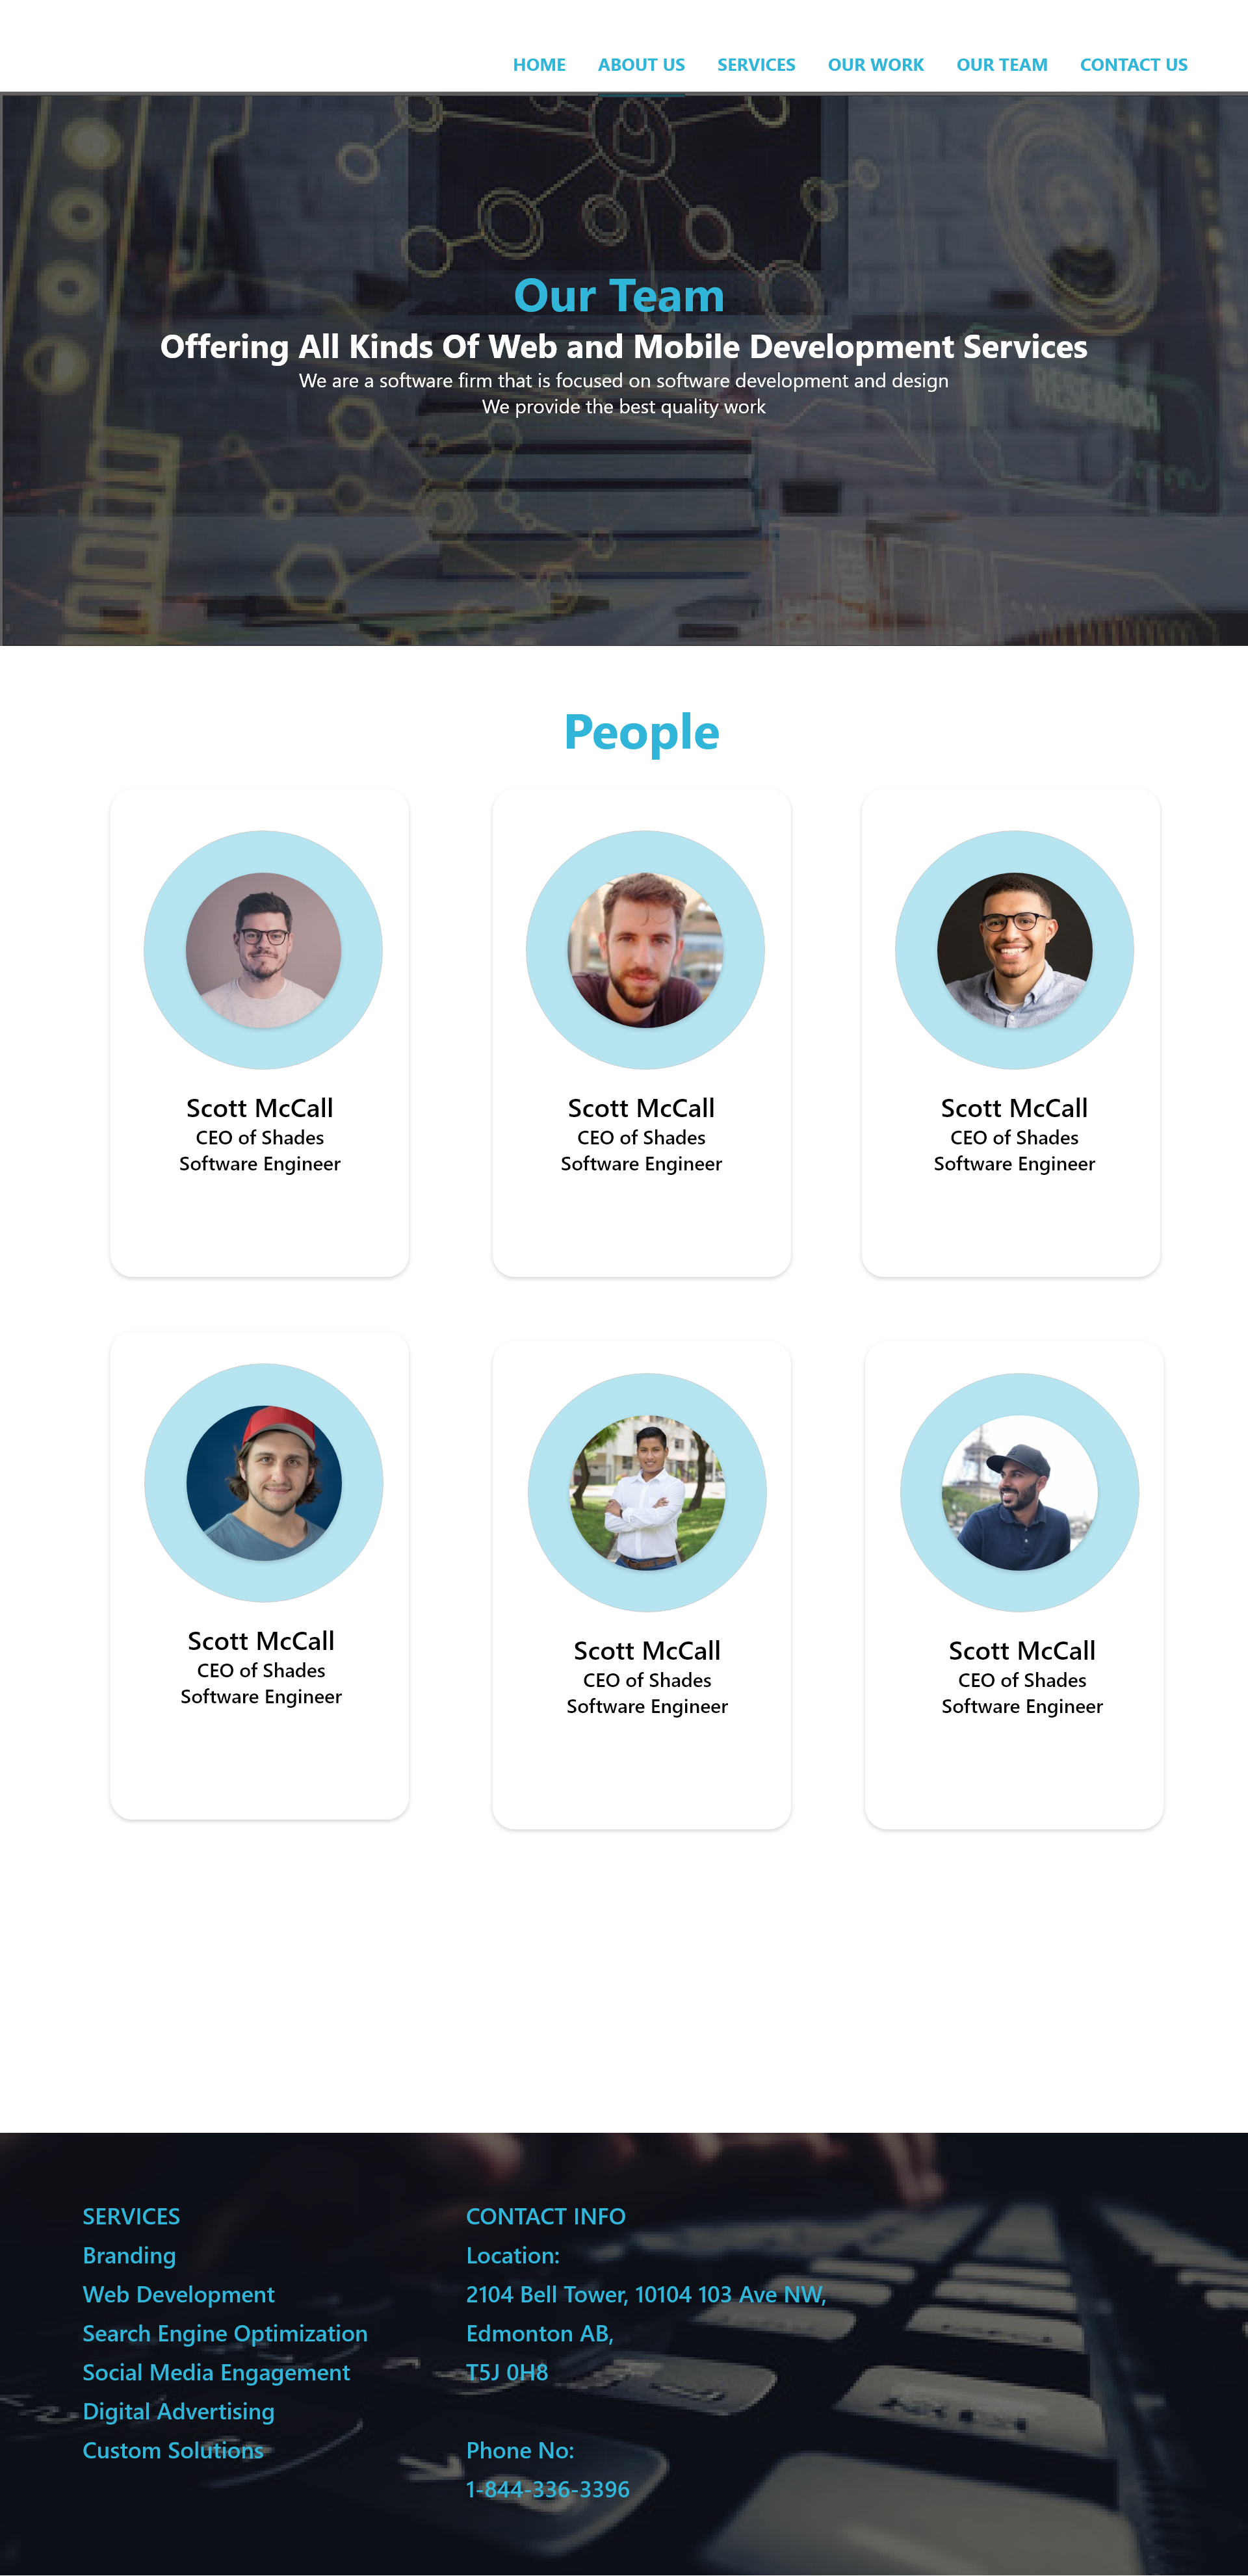 HOME ABOUT US SERVICES OUR WORK OUR TEAM CONTACT US
Our Team
Offering All Kinds Of Web and Mobile Development Services
We are a software firm that is focused on software development and design
We provide the best quality work
People
Scott McCall
CEO of Shades
Software Engineer
Scott McCall
CEO of Shades
Software Engineer
Scott McCall
CEO of Shades
Software Engineer
Scott McCall
CEO of Shades
Software Engineer
Scott McCall
CEO of Shades
Software Engineer
Scott McCall
CEO of Shades
Software Engineer
SERVICES
Branding
Web Development
Search Engine Optimization
Social Media Engagement
Digital Advertising
Custom Solutions
CONTACT INFO
Location:
2104 Bell Tower, 10104 103 Ave NW,
Edmonton AB,
T5J 0H8
Phone No:
1-844-336-3396